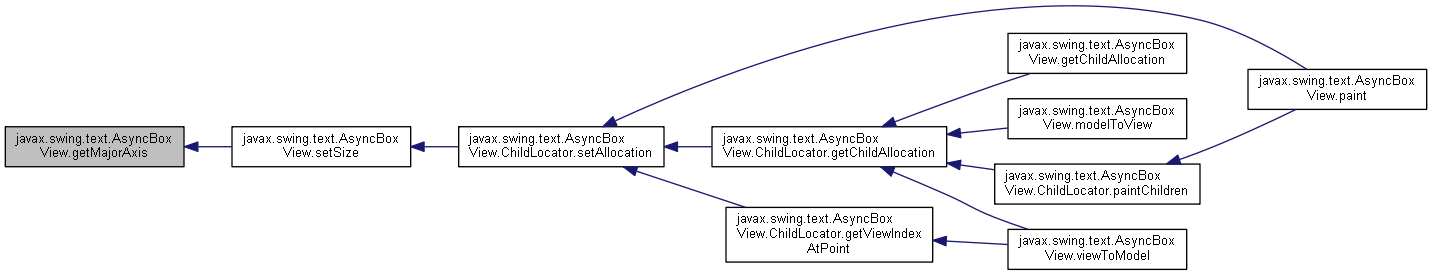 javax.swing.text.AsyncBox
View.getMajorAxis
javax.swing.text.AsyncBox
View.setSize
javax.swing.text.AsyncBox
View.ChildLocator.setAllocation
javax.swing.text.AsyncBox
View.ChildLocator.getChildAllocation
javax.swing.text.AsyncBox
View.ChildLocator.getViewIndex
AtPoint
javax.swing.text.AsyncBox
View.getChildAllocation
javax.swing.text.AsyncBox
View.modelToView
javax.swing.text.AsyncBox
View.ChildLocator.paintChildren
javax.swing.text.AsyncBox
View.viewToModel
javax.swing.text.AsyncBox
View.paint